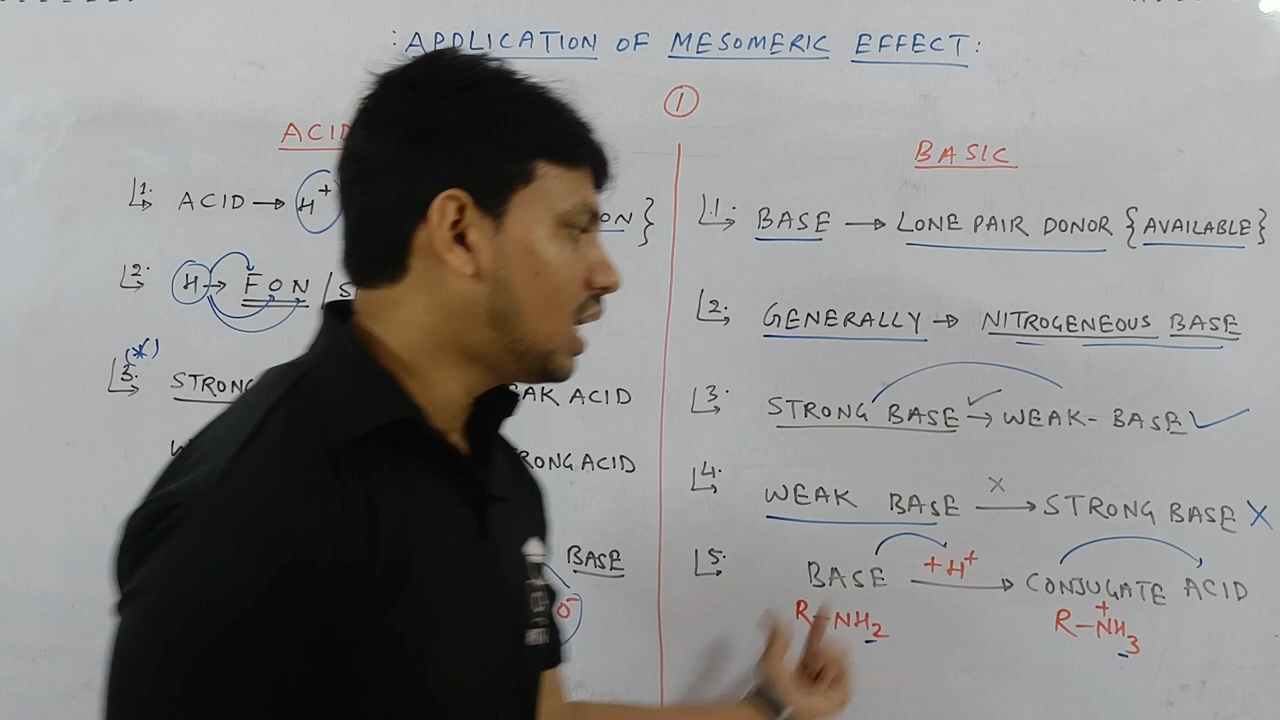 : APPLICATION OF MESOMERIC EFFECT:
1
ACID
1. ACID → H+ ON}
2. H → F O N / S
(*)
3. STRONG AK ACID
RONG ACID
BASE
O-
BASIC
1. BASE → LONE PAIR DONOR {AVAILABLE}
2. GENERALLY → NITROGENEOUS BASE
3. STRONG BASE → WEAK-BASE ✓
4. WEAK BASE X → STRONG BASE X
5. BASE +H+ → CONJUGATE ACID
R-NH2 R-N+H3